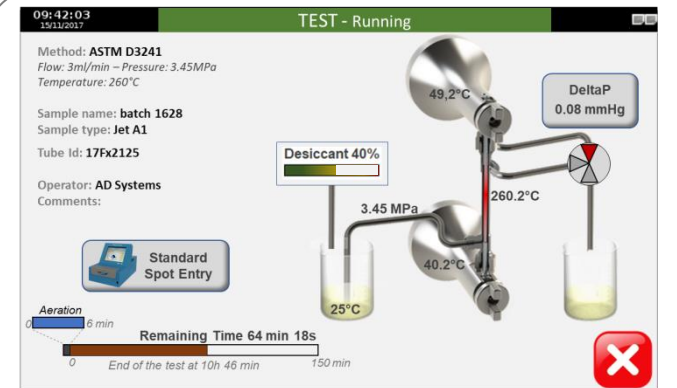 09:42:03
15/11/2017
TEST - Running
Method: ASTM D3241
Flow: 3ml/min – Pressure: 3.45MPa
Temperature: 260°C
Sample name: batch 1628
Sample type: Jet A1
Tube Id: 17Fx2125
Operator: AD Systems
Comments:
Standard
Spot Entry
Desiccant 40%
3.45 MPa
25°C
49,2°C
40.2°C
260.2°C
DeltaP
0.08 mmHg
Aeration
0 6 min
Remaining Time 64 min 18s
0 150 min
End of the test at 10h 46 min